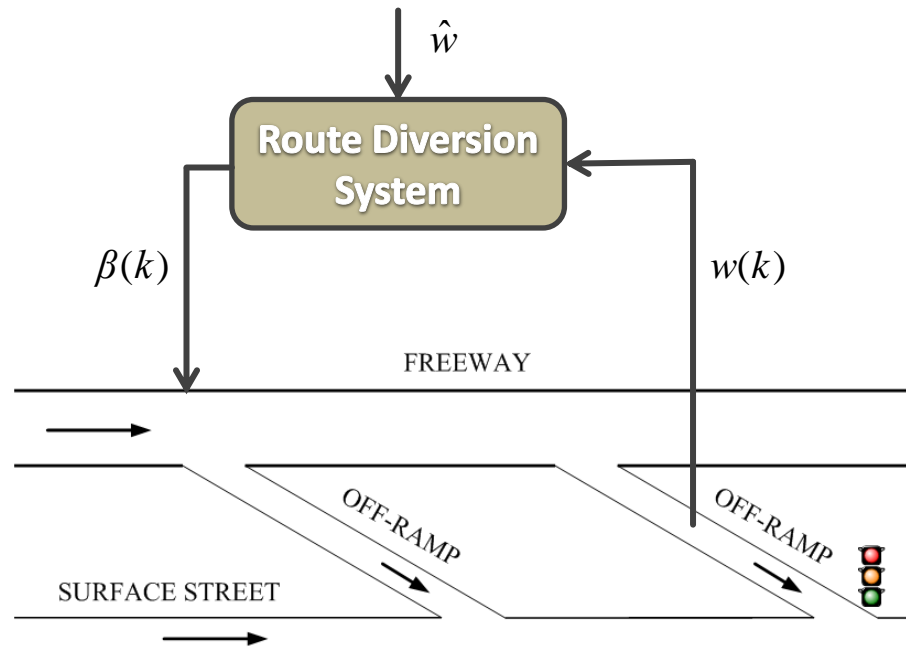 ŵ
Route Diversion
System
β(k)
w(k)
FREEWAY
OFF-RAMP
OFF-RAMP
SURFACE STREET